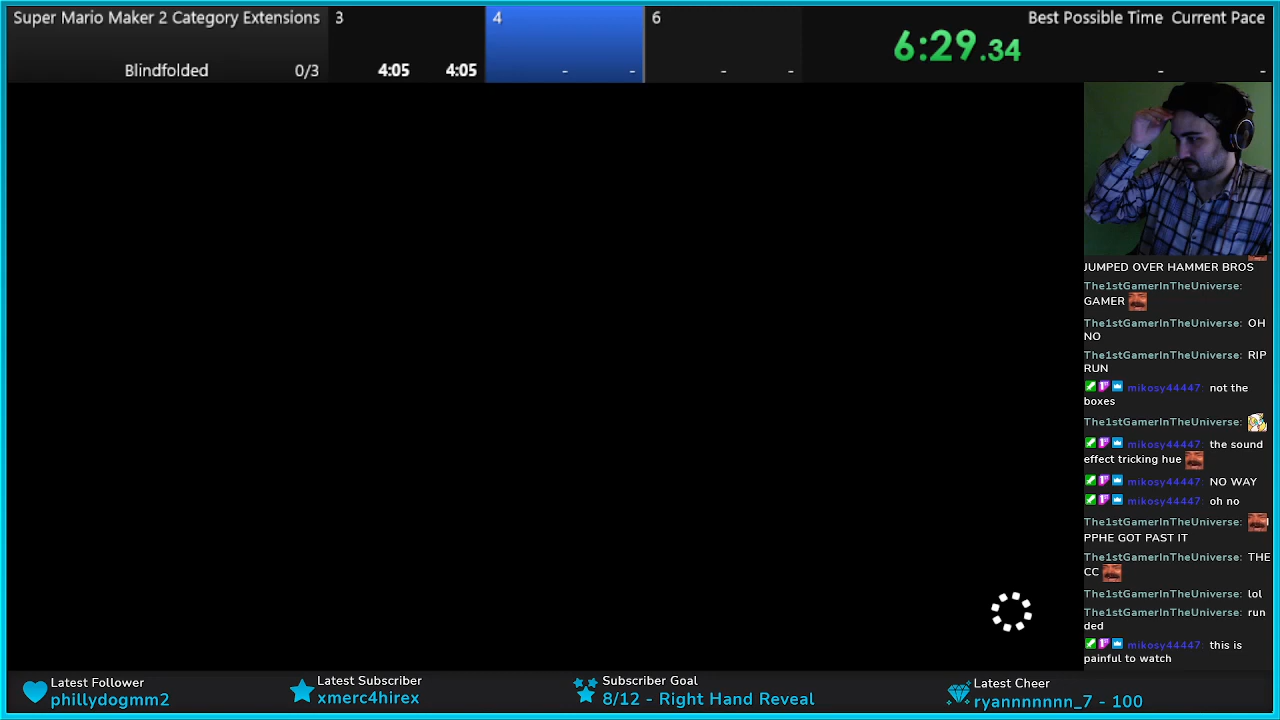 Super Mario Maker 2 Category Extensions
Blindfolded 0/3
3
4:05 4:05
4
- -
6
- -
6:29.34
Best Possible Time Current Pace
- -
JUMPED OVER HAMMER BROS
The1stGamerInTheUniverse:
GAMER
The1stGamerInTheUniverse: OH
NO
The1stGamerInTheUniverse: RIP
RUN
mikosy44447: not the
boxes
The1stGamerInTheUniverse:
mikosy44447: the sound
effect tricking hue
mikosy44447: NO WAY
mikosy44447: oh no
The1stGamerInTheUniverse:
PPHE GOT PAST IT
The1stGamerInTheUniverse: THE
CC
The1stGamerInTheUniverse: lol
The1stGamerInTheUniverse: run
ded
mikosy44447: this is
painful to watch
Latest Follower
phillydogmm2
Latest Subscriber
xmerc4hirex
Subscriber Goal
8/12 - Right Hand Reveal
Latest Cheer
ryannnnnnn_7 - 100